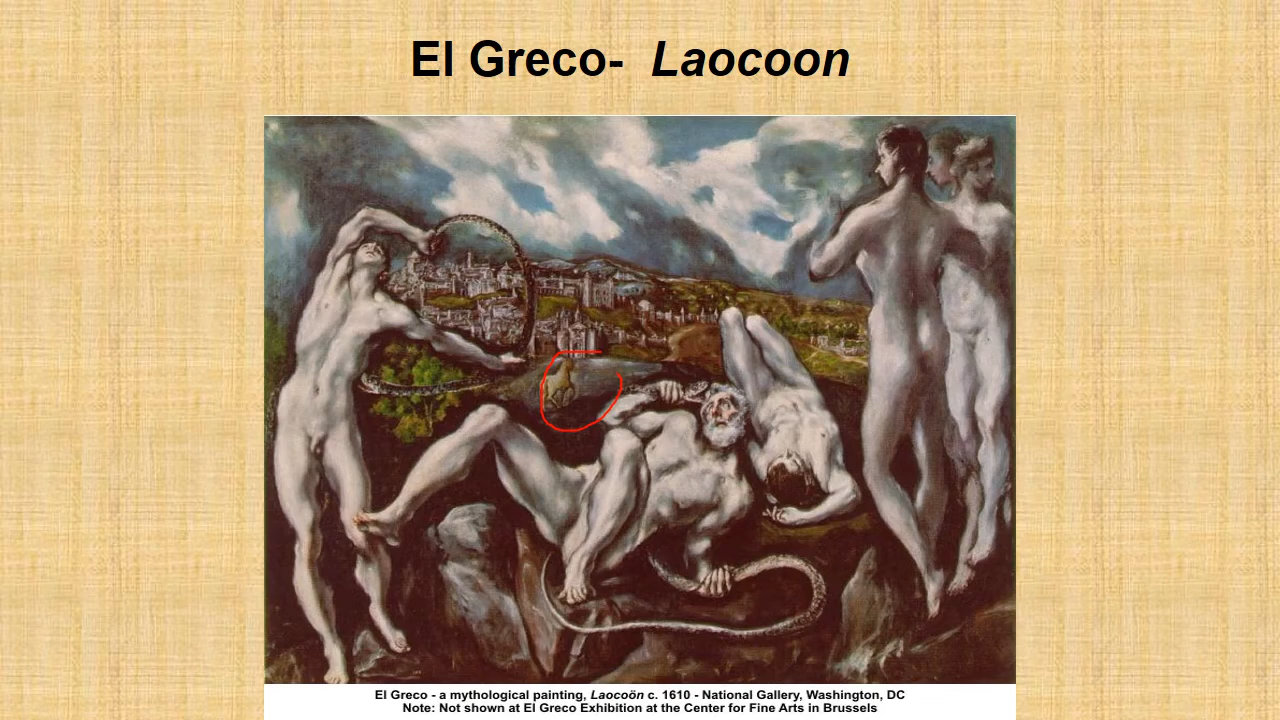 El Greco- Laocoon
El Greco - a mythological painting, Laocoön c. 1610 - National Gallery, Washington, DC
Note: Not shown at El Greco Exhibition at the Center for Fine Arts in Brussels